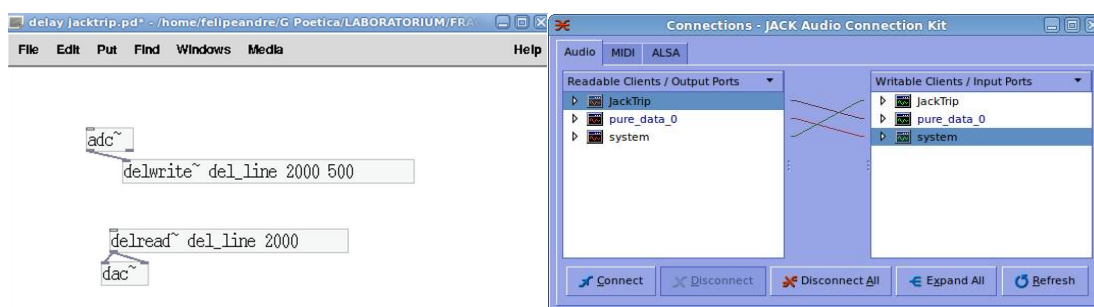 delay jacktrip.pd* - /home/felipeandre/G Poetica/LABORATORIUM/FRA
File Edit Put Find Windows Media Help
adc~
delwrite~ del_line 2000 500
delread~ del_line 2000
dac~
Connections - JACK Audio Connection Kit
Audio MIDI ALSA
Readable Clients / Output Ports
JackTrip
pure_data_0
system
Writable Clients / Input Ports
JackTrip
pure_data_0
system
Connect Disconnect Disconnect All Expand All Refresh